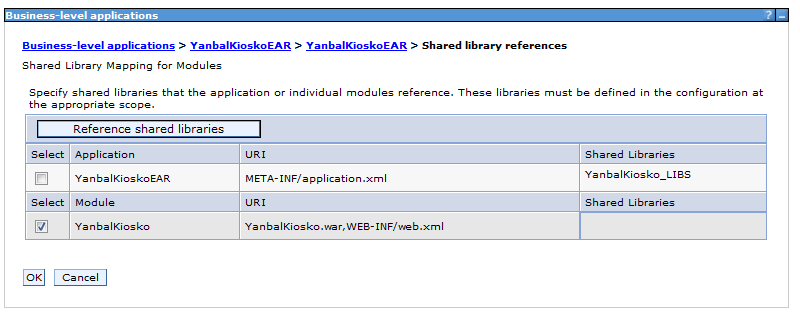 Business-level applications ? _
Business-level applications > YanbalKioskoEAR > YanbalKioskoEAR > Shared library references
Shared Library Mapping for Modules
Specify shared libraries that the application or individual modules reference. These libraries must be defined in the configuration at
the appropriate scope.
Reference shared libraries
Select Application URI Shared Libraries
YanbalKioskoEAR META-INF/application.xml YanbalKiosko_LIBS
Select Module URI Shared Libraries
YanbalKiosko YanbalKiosko.war,WEB-INF/web.xml
OK Cancel